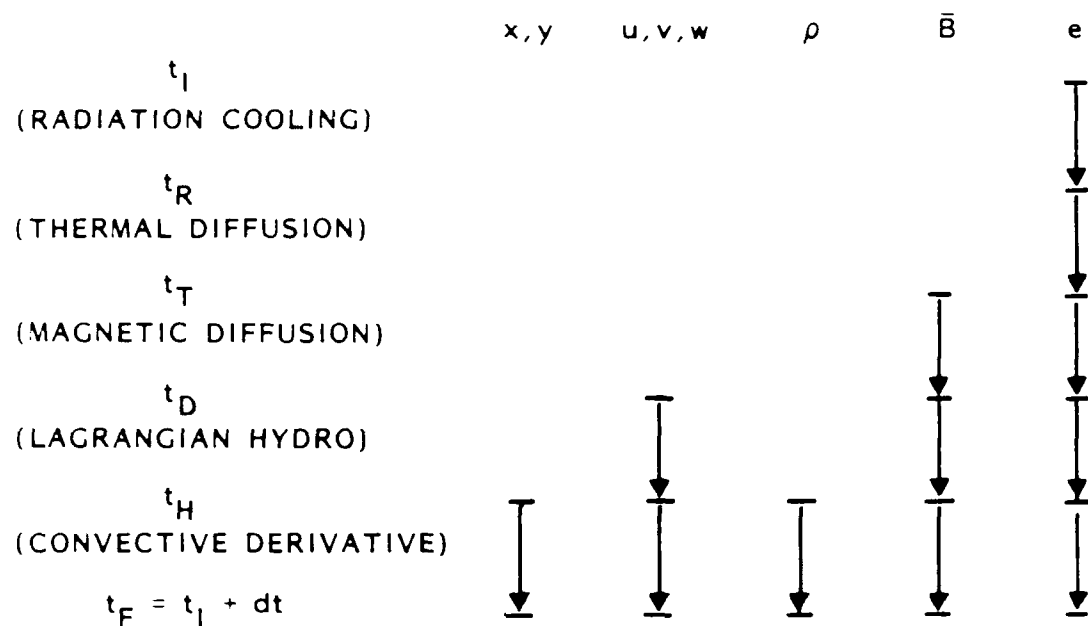 x, y u, v, w ρ B̄ e
t_I
(RADIATION COOLING)
t_R
(THERMAL DIFFUSION)
t_T
(MAGNETIC DIFFUSION)
t_D
(LAGRANGIAN HYDRO)
t_H
(CONVECTIVE DERIVATIVE)
t_F = t_I + dt